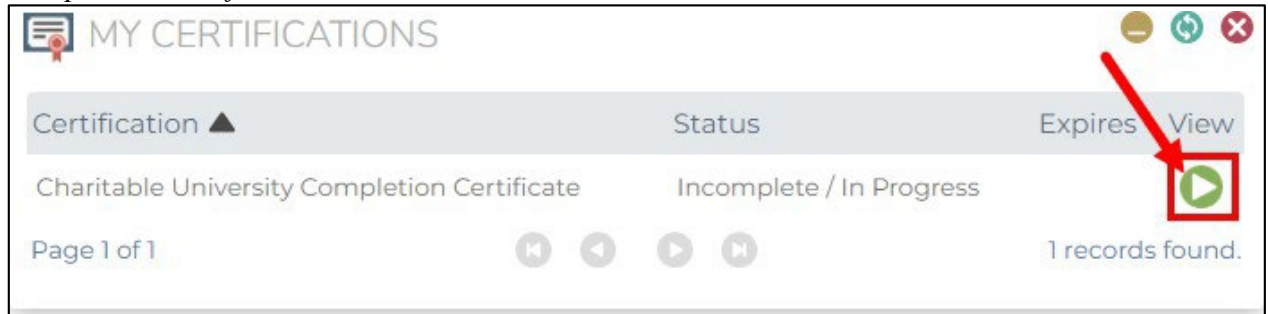 MY CERTIFICATIONS
Certification ▲ Status Expires View
Charitable University Completion Certificate Incomplete / In Progress
Page 1 of 1 1 records found.